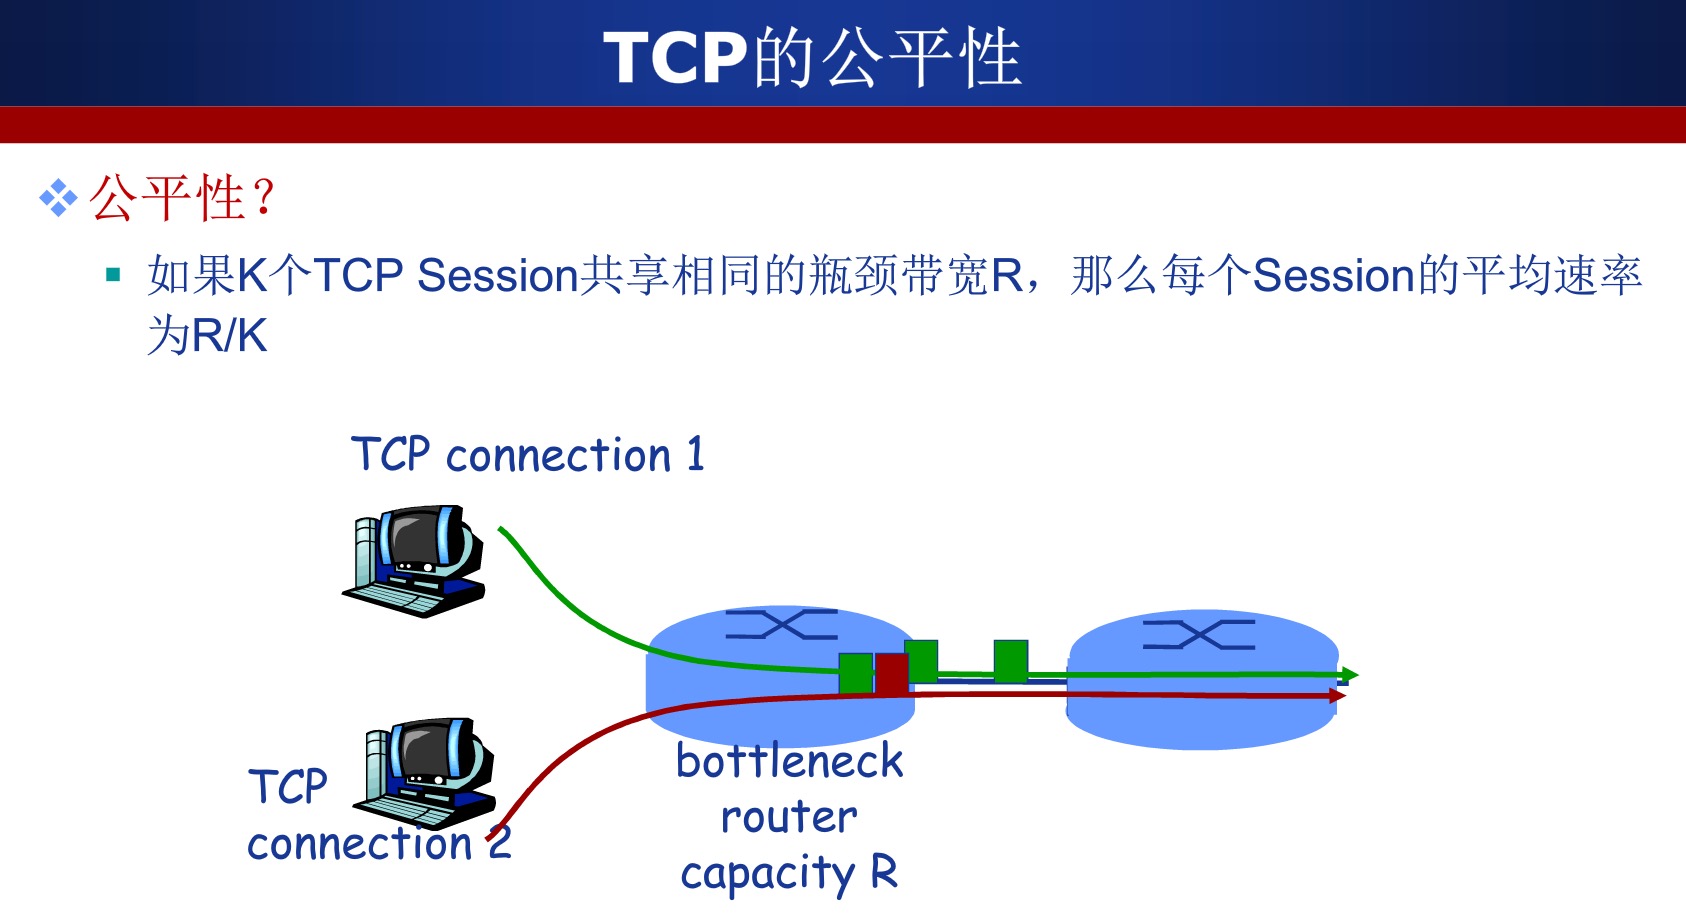 TCP的公平性
公平性？
如果K个TCP Session共享相同的瓶颈带宽R，那么每个Session的平均速率
为R/K
TCP connection 1
TCP
connection 2
bottleneck
router
capacity R